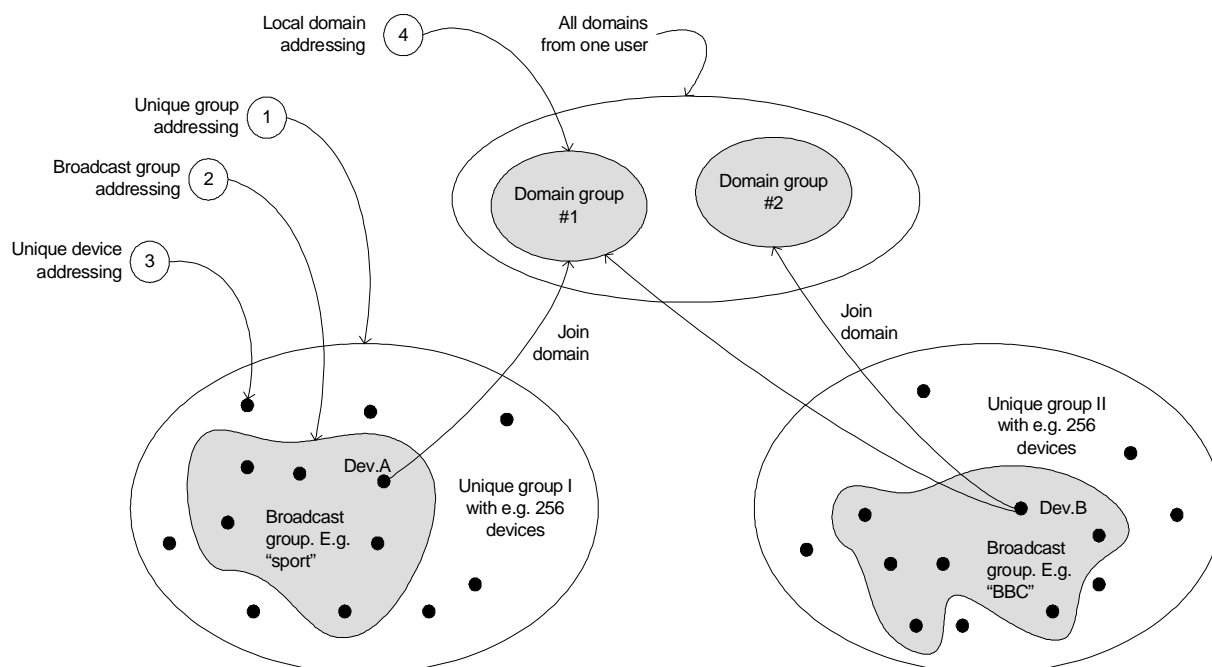 Local domain
addressing
4
All domains
from one user
Unique group
addressing
1
Broadcast group
addressing
2
Unique device
addressing
3
Domain group
#1
Domain group
#2
Join
domain
Join
domain
Dev.A
Unique group I
with e.g. 256
devices
Broadcast
group. E.g.
“sport”
Unique group II
with e.g. 256
devices
Dev.B
Broadcast
group. E.g.
“BBC”